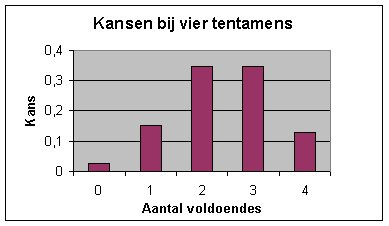 Kansen bij vier tentamens
Kans
0,4
0,3
0,2
0,1
0
0 1 2 3 4
Aantal voldoendes